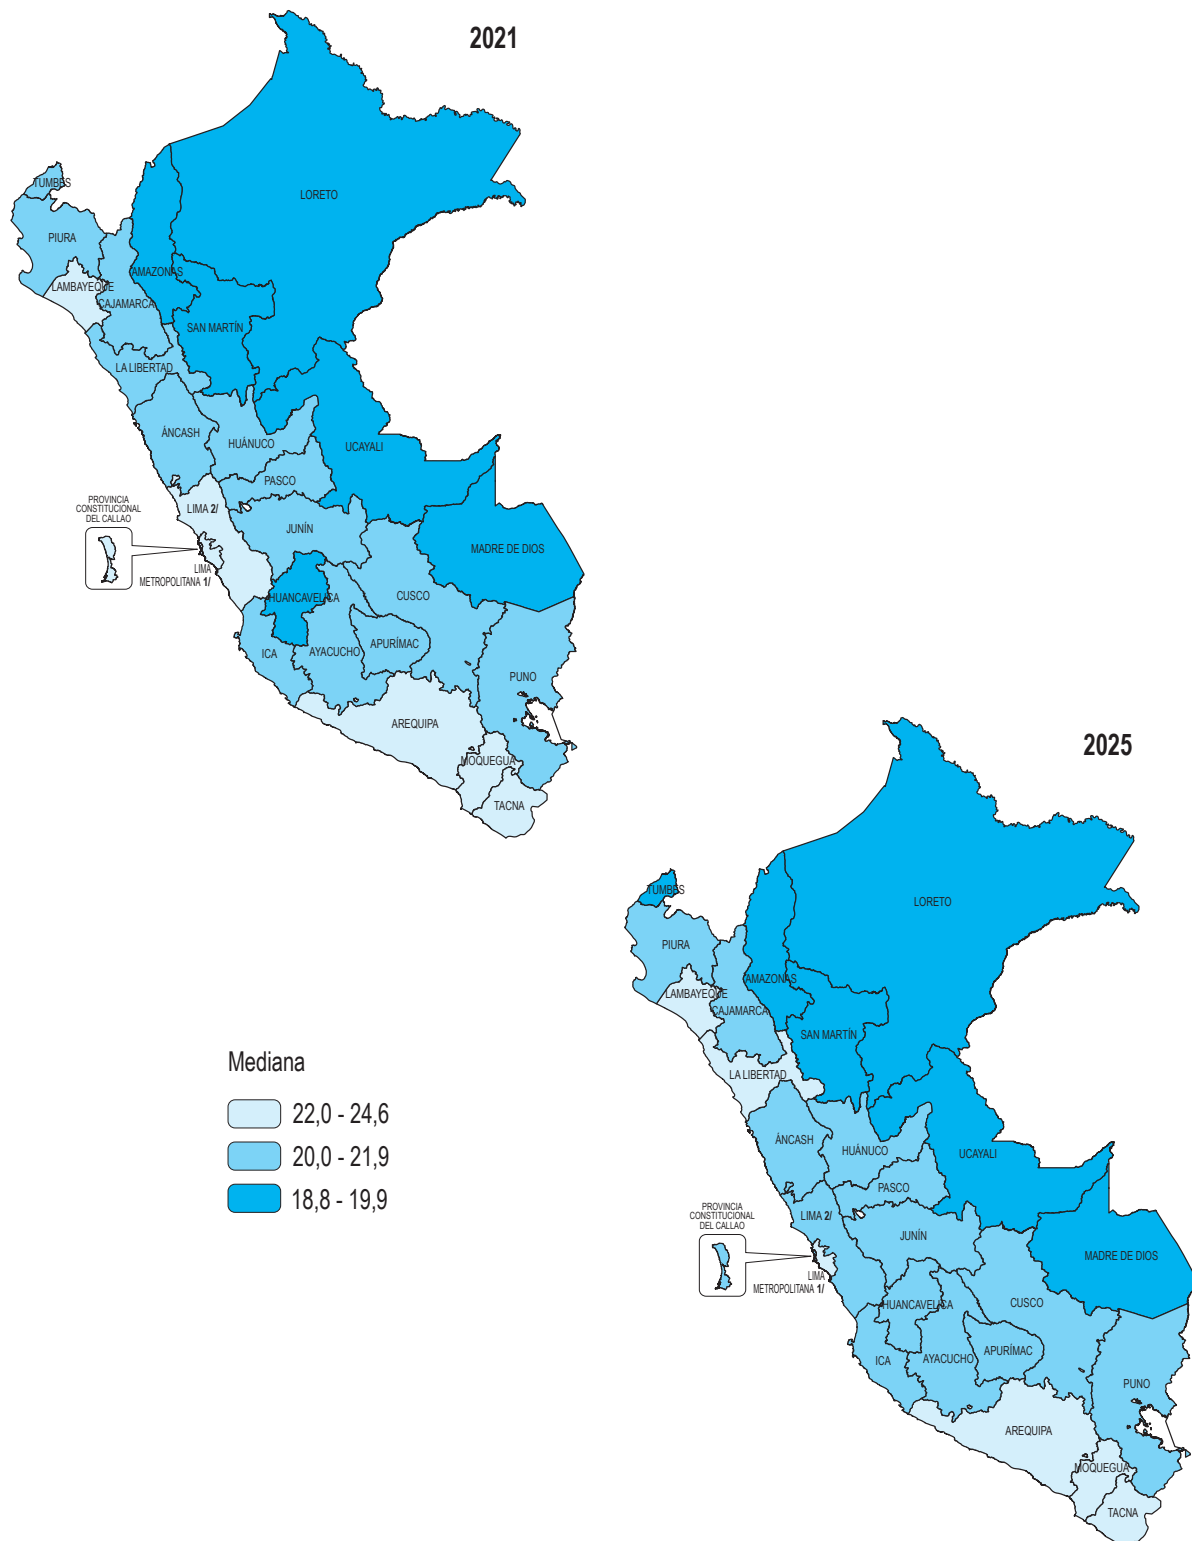 2021
LORETO
TUMBES
PIURA
AMAZONAS
LAMBAYEQUE
CAJAMARCA
SAN MARTÍN
LA LIBERTAD
ÁNCASH
HUÁNUCO
UCAYALI
PASCO
PROVINCIA
CONSTITUCIONAL
DEL CALLAO
LIMA 2/
JUNÍN
MADRE DE DIOS
LIMA
METROPOLITANA 1/
HUANCAVELICA
CUSCO
ICA
AYACUCHO
APURÍMAC
PUNO
AREQUIPA
MOQUEGUA
TACNA
2025
LORETO
TUMBES
PIURA
AMAZONAS
LAMBAYEQUE
CAJAMARCA
SAN MARTÍN
LA LIBERTAD
ÁNCASH
HUÁNUCO
UCAYALI
PASCO
PROVINCIA
CONSTITUCIONAL
DEL CALLAO
LIMA 2/
JUNÍN
MADRE DE DIOS
LIMA
METROPOLITANA 1/
HUANCAVELICA
CUSCO
ICA
AYACUCHO
APURÍMAC
PUNO
AREQUIPA
MOQUEGUA
TACNA
Mediana
22,0 - 24,6
20,0 - 21,9
18,8 - 19,9